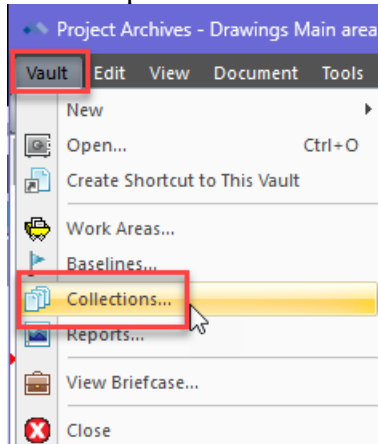 Project Archives - Drawings Main area
Vault Edit View Document Tools
New
Open... Ctrl+O
Create Shortcut to This Vault
Work Areas...
Baselines...
Collections...
Reports...
View Briefcase...
Close